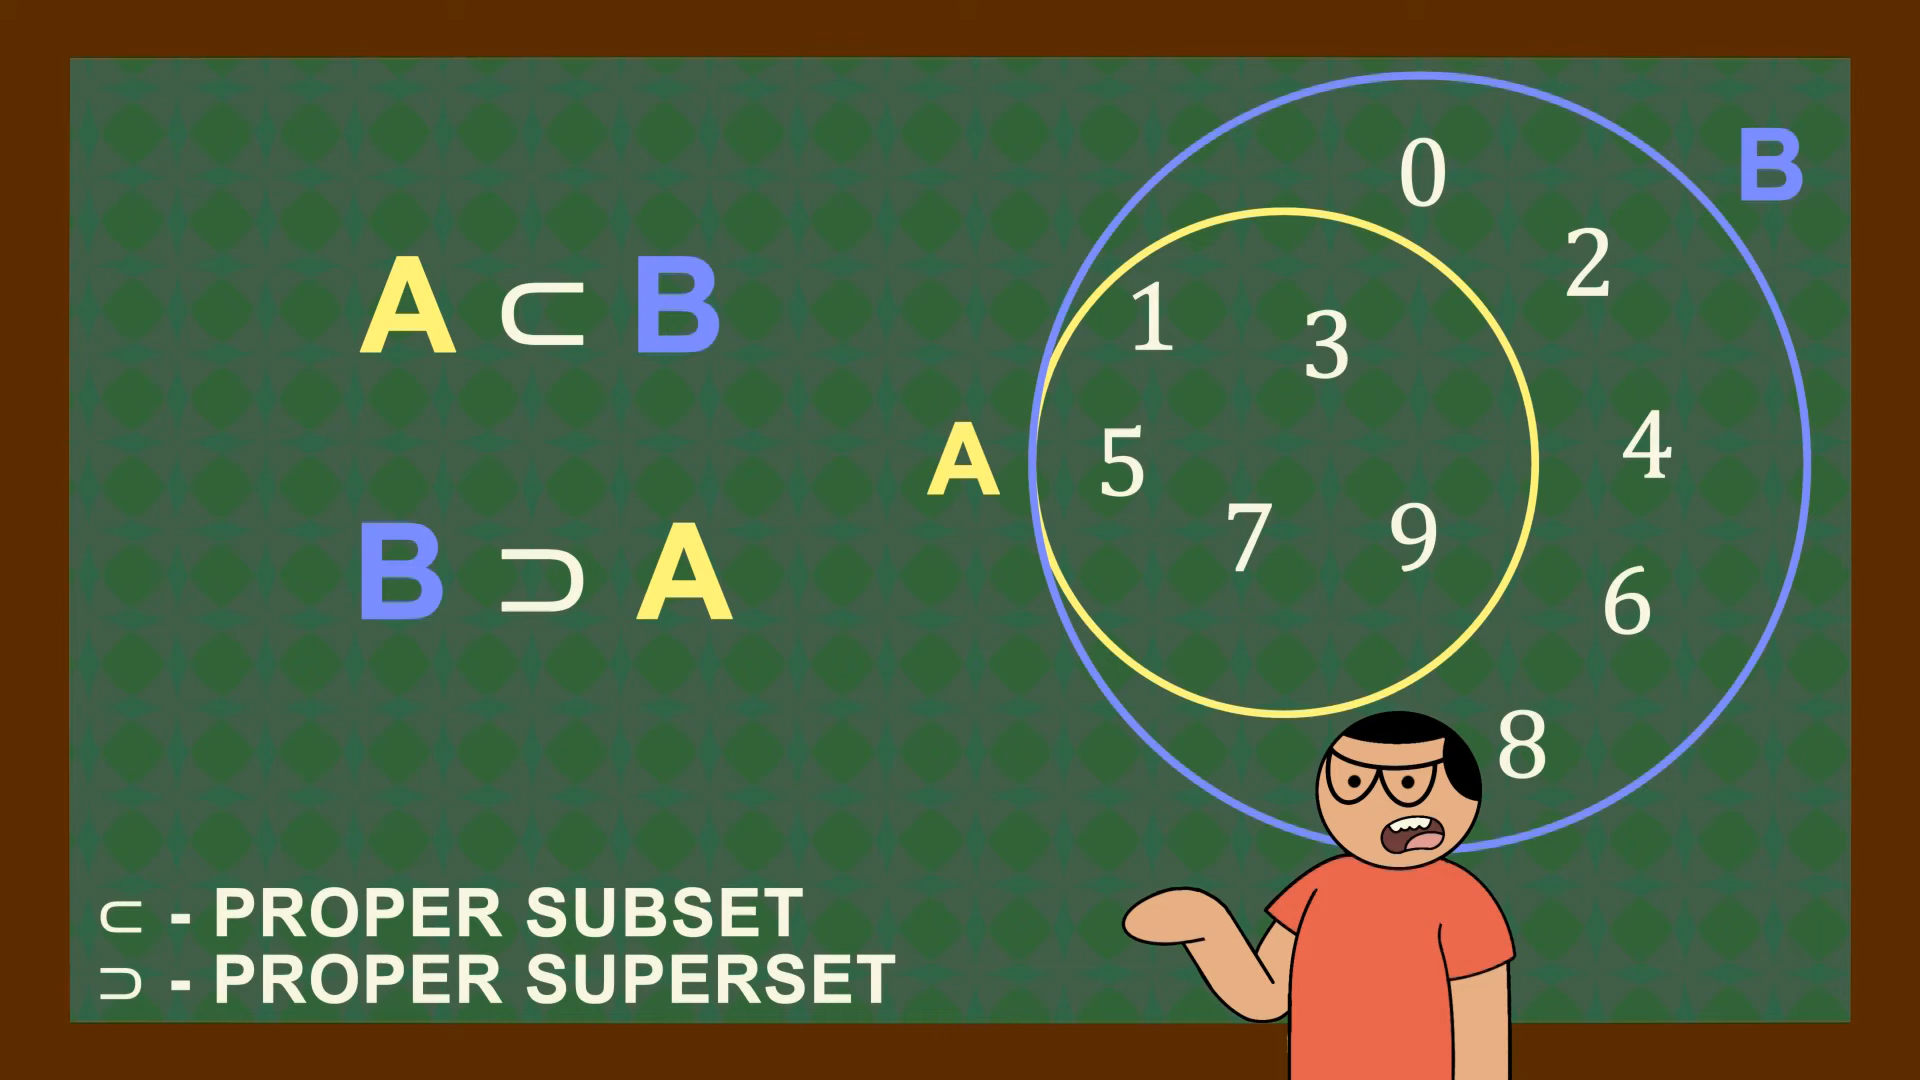 A ⊂ B
B ⊃ A
⊂ - PROPER SUBSET
⊃ - PROPER SUPERSET
B
0
2
1
3
A
5
4
7
9
6
8